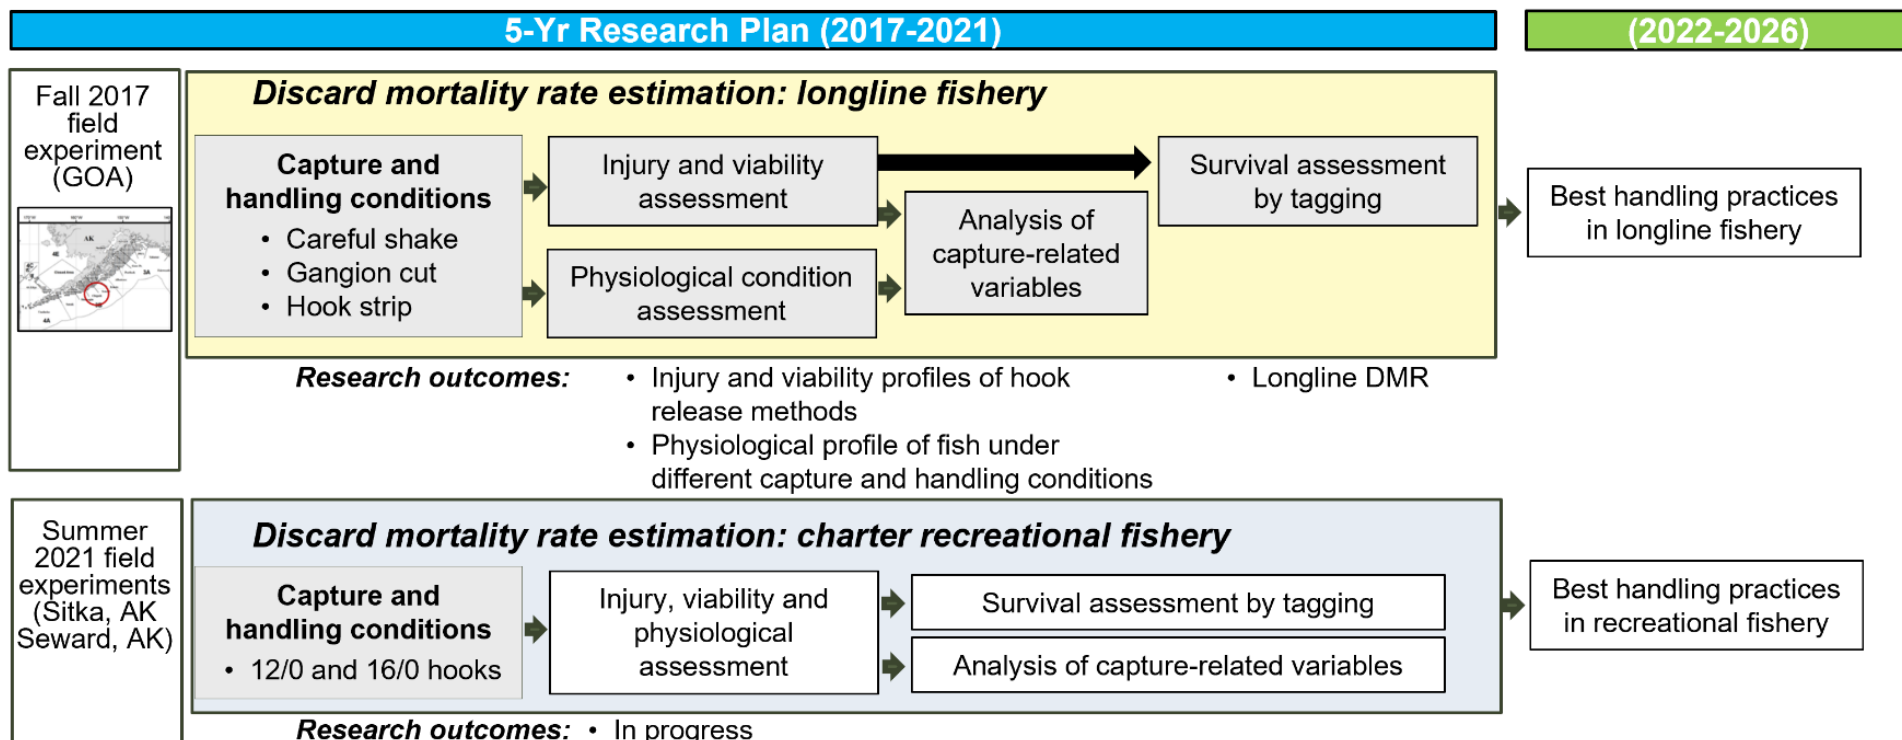 5-Yr Research Plan (2017-2021)
(2022-2026)
Fall 2017
field
experiment
(GOA)
AK
4A
Discard mortality rate estimation: longline fishery
Capture and
handling conditions
• Careful shake
• Gangion cut
• Hook strip
Injury and viability
assessment
Physiological condition
assessment
Analysis of
capture-related
variables
Survival assessment
by tagging
Best handling practices
in longline fishery
Research outcomes:
• Injury and viability profiles of hook
release methods
• Physiological profile of fish under
different capture and handling conditions
• Longline DMR
Summer
2021 field
experiments
(Sitka, AK
Seward, AK)
Discard mortality rate estimation: charter recreational fishery
Capture and
handling conditions
• 12/0 and 16/0 hooks
Injury, viability and
physiological
assessment
Survival assessment by tagging
Analysis of capture-related variables
Best handling practices
in recreational fishery
Research outcomes: • In progress